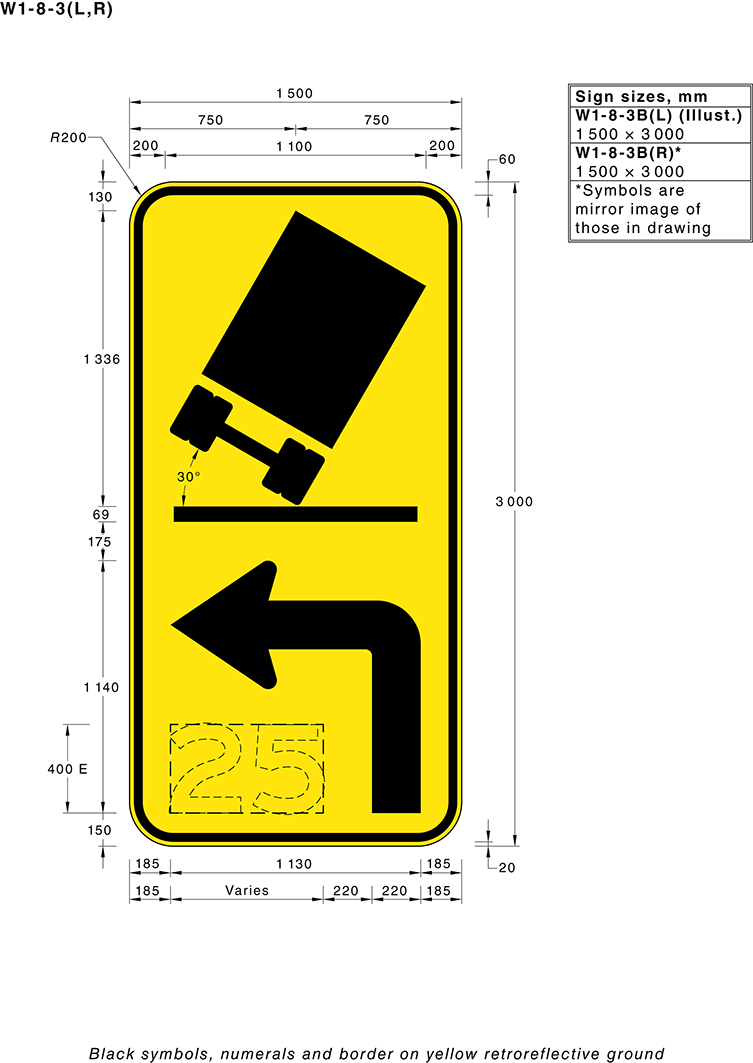 W1-8-3(L,R)
1 500
750 750
R200
200 1 100 200
60
130
1 336
30°
69
175
3 000
1 140
25
400 E
150
20
185 1 130 185
185 Varies 220 220 185
Sign sizes, mm
W1-8-3B(L) (Illust.)
1 500 × 3 000
W1-8-3B(R)*
1 500 × 3 000
*Symbols are
mirror image of
those in drawing
Black symbols, numerals and border on yellow retroreflective ground